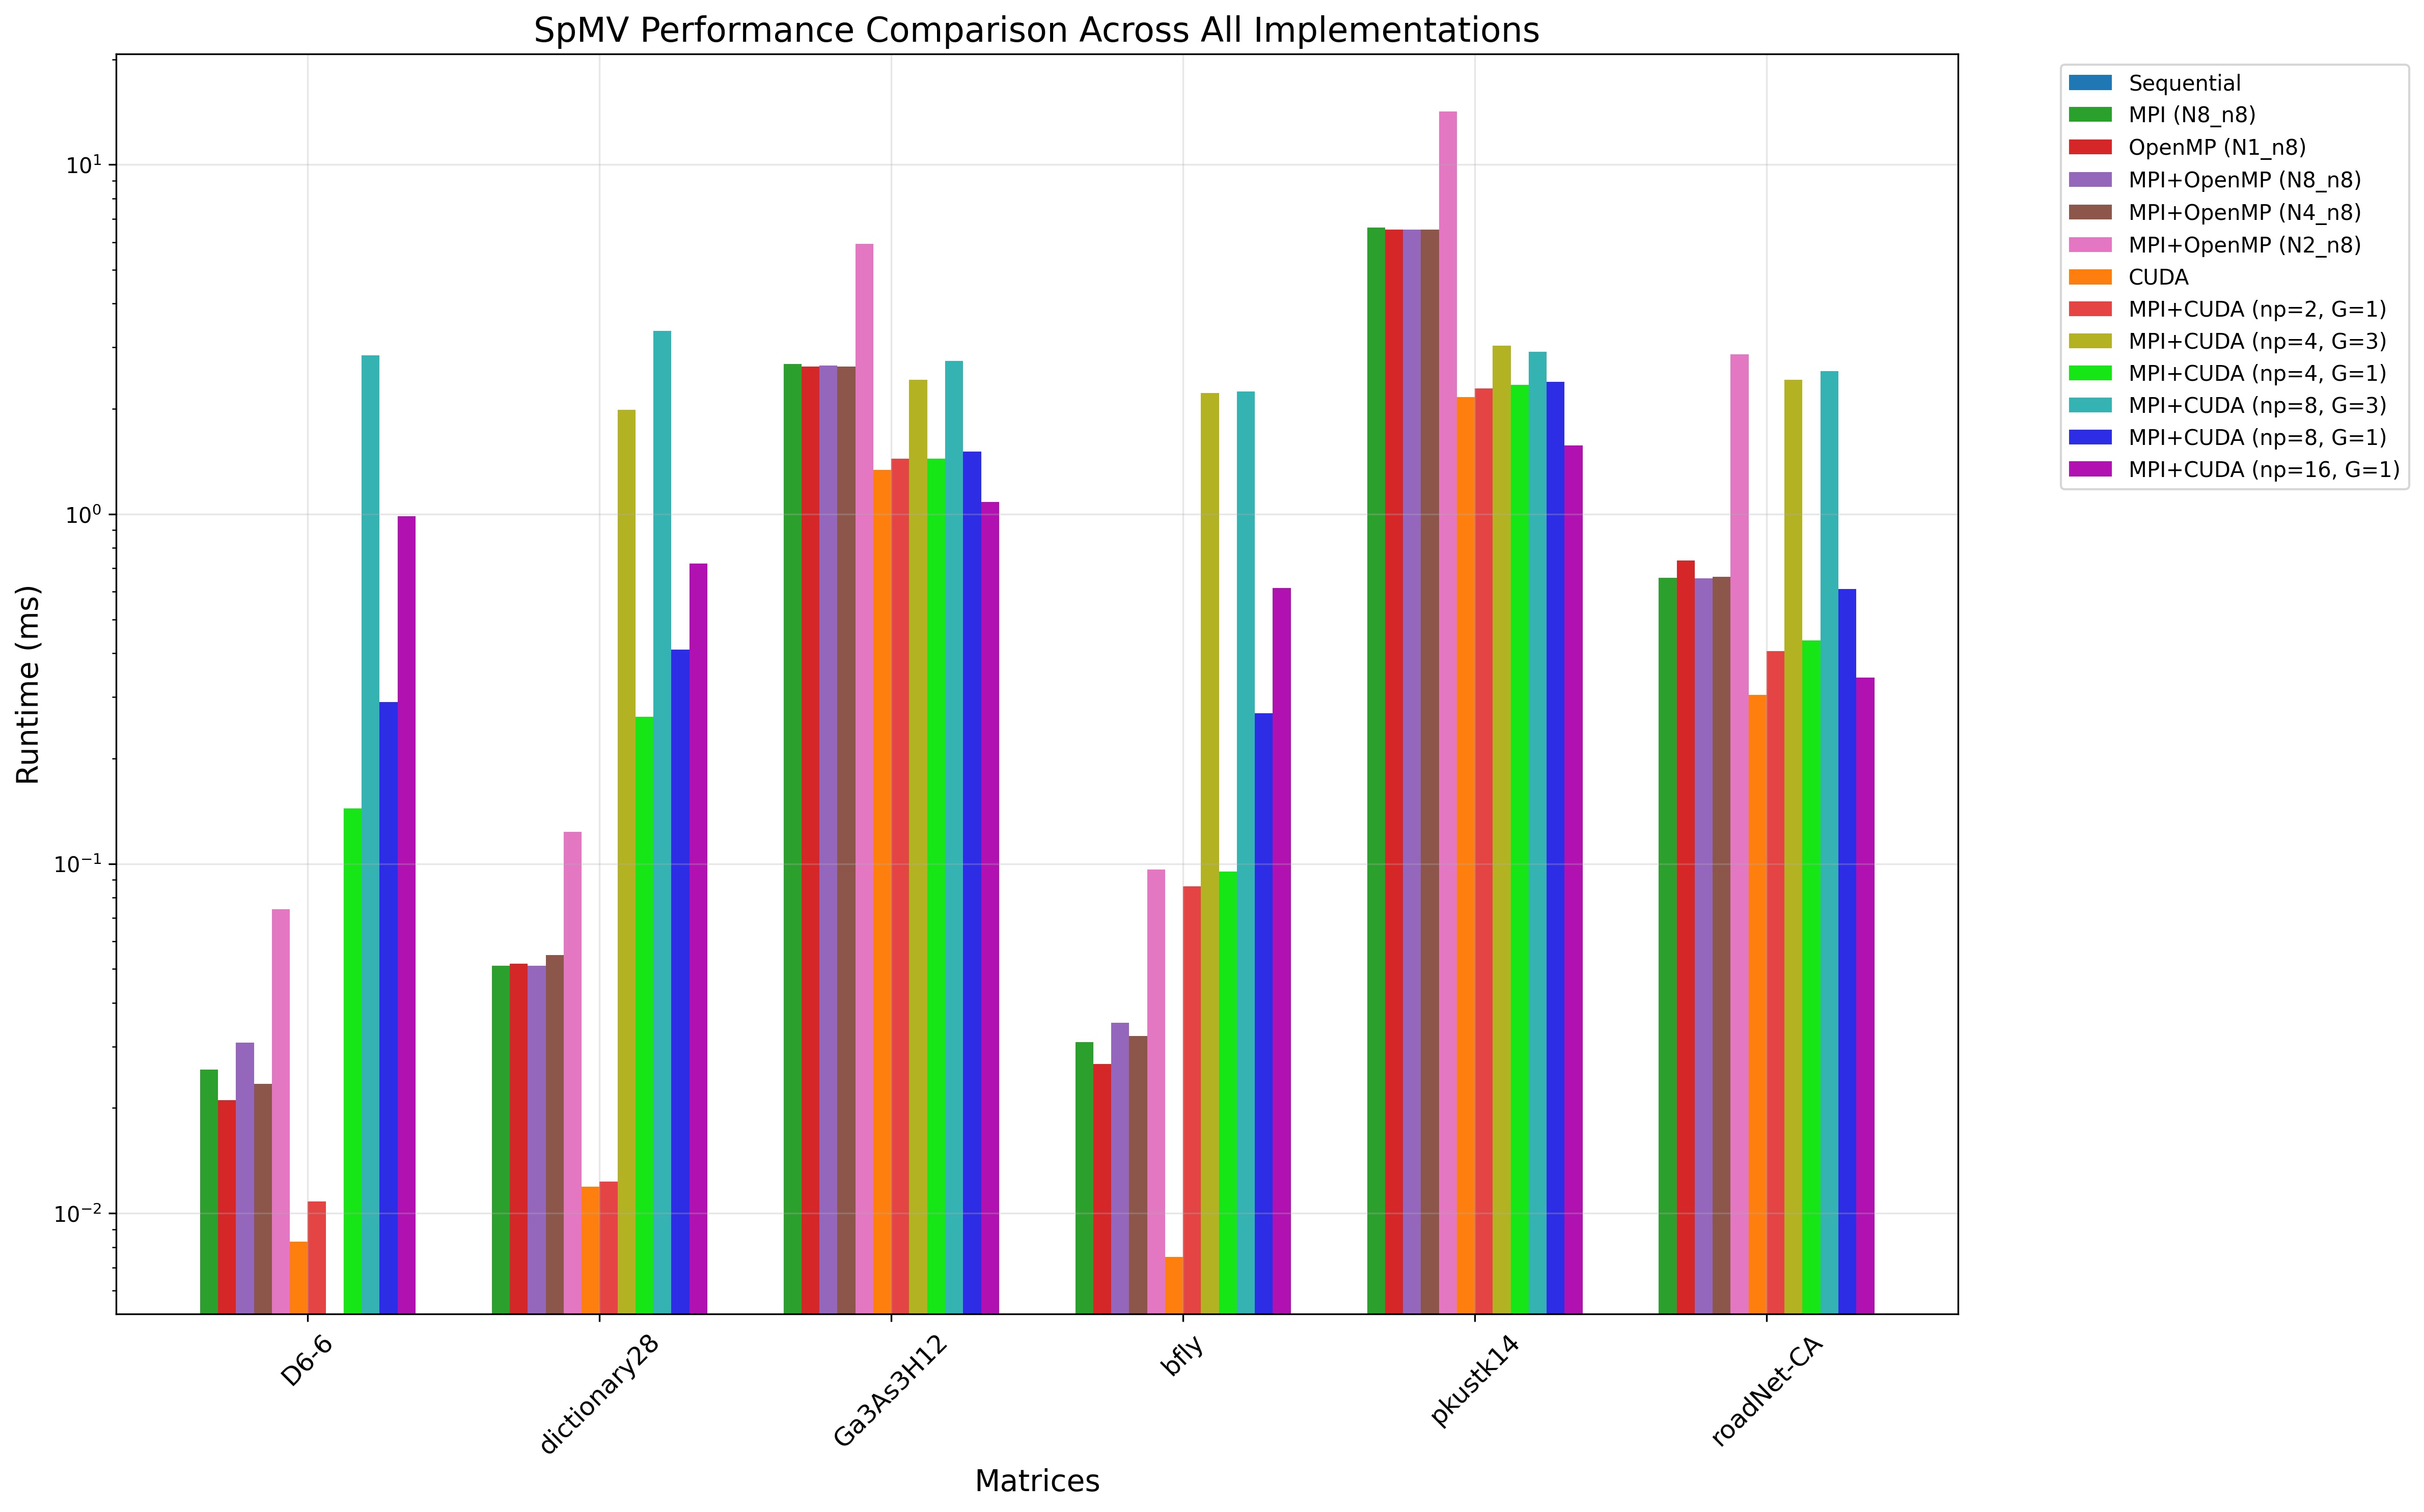 SpMV Performance Comparison Across All Implementations
Runtime (ms)
10¹
10⁰
10⁻¹
10⁻²
D6-6
dictionary28
Ga3As3H12
bfly
pkustk14
roadNet-CA
Matrices
Sequential
MPI (N8_n8)
OpenMP (N1_n8)
MPI+OpenMP (N8_n8)
MPI+OpenMP (N4_n8)
MPI+OpenMP (N2_n8)
CUDA
MPI+CUDA (np=2, G=1)
MPI+CUDA (np=4, G=3)
MPI+CUDA (np=4, G=1)
MPI+CUDA (np=8, G=3)
MPI+CUDA (np=8, G=1)
MPI+CUDA (np=16, G=1)